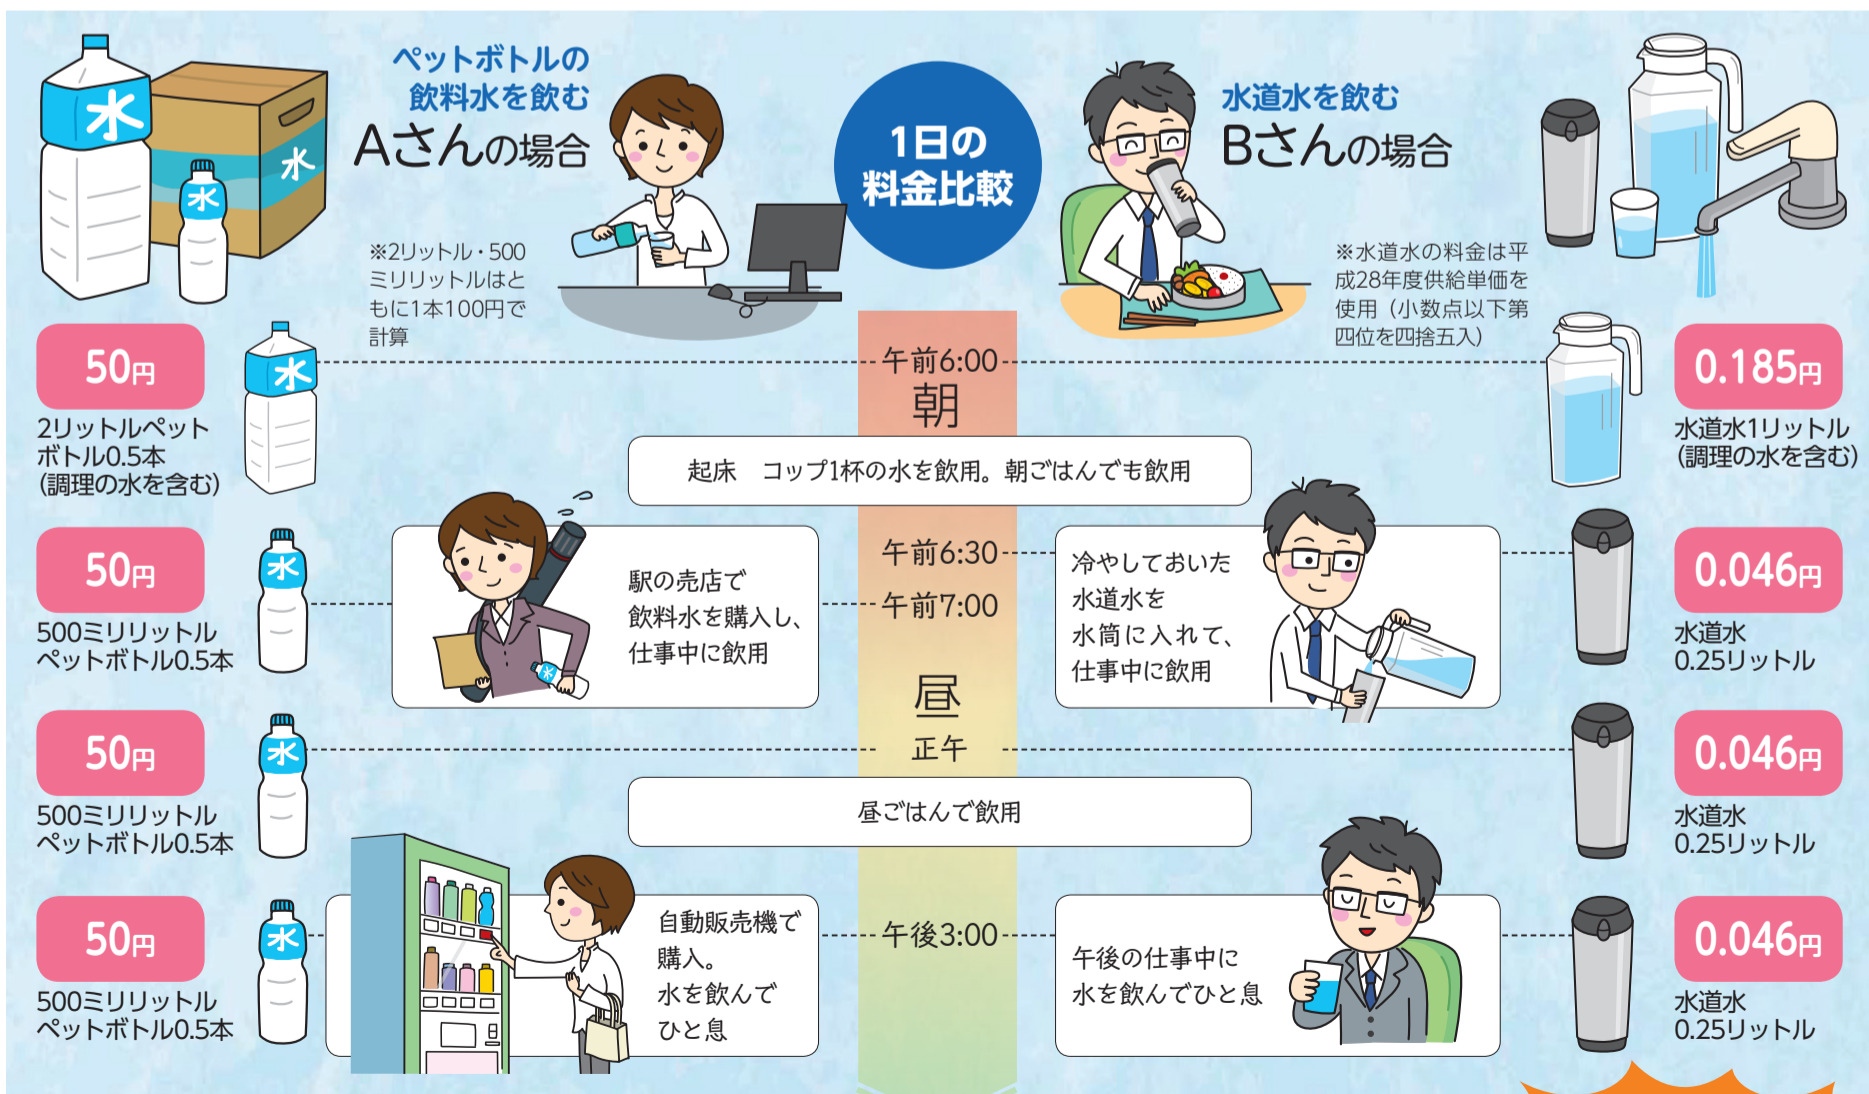 水
水
水
ペットボトルの
飲料水を飲む
Aさんの場合
※2リットル・500
ミリリットルはと
もに1本100円で
計算
1日の
料金比較
水道水を飲む
Bさんの場合
※水道水の料金は平
成28年度供給単価を
使用（小数点以下第
四位を四捨五入）
50円
2リットルペット
ボトル0.5本
（調理の水を含む）
水
午前6:00
朝
0.185円
水道水1リットル
（調理の水を含む）
起床　コップ1杯の水を飲用。朝ごはんでも飲用
50円
500ミリリットル
ペットボトル0.5本
水
駅の売店で
飲料水を購入し、
仕事中に飲用
水
午前6:30
午前7:00
冷やしておいた
水道水を
水筒に入れて、
仕事中に飲用
0.046円
水道水
0.25リットル
50円
500ミリリットル
ペットボトル0.5本
水
昼
正午
0.046円
水道水
0.25リットル
昼ごはんで飲用
50円
500ミリリットル
ペットボトル0.5本
水
自動販売機で
購入。
水を飲んで
ひと息
午後3:00
午後の仕事中に
水を飲んでひと息
0.046円
水道水
0.25リットル